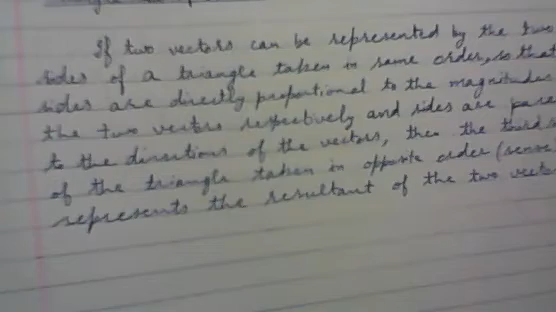 If two vectors can be represented by the two
sides of a triangle taken in same order, so that
sides are directly proportional to the magnitudes
the two vectors respectively and sides are para
to the directions of the vectors, then the third s
of the triangle taken in opposite order (sense
represents the resultant of the two vecto